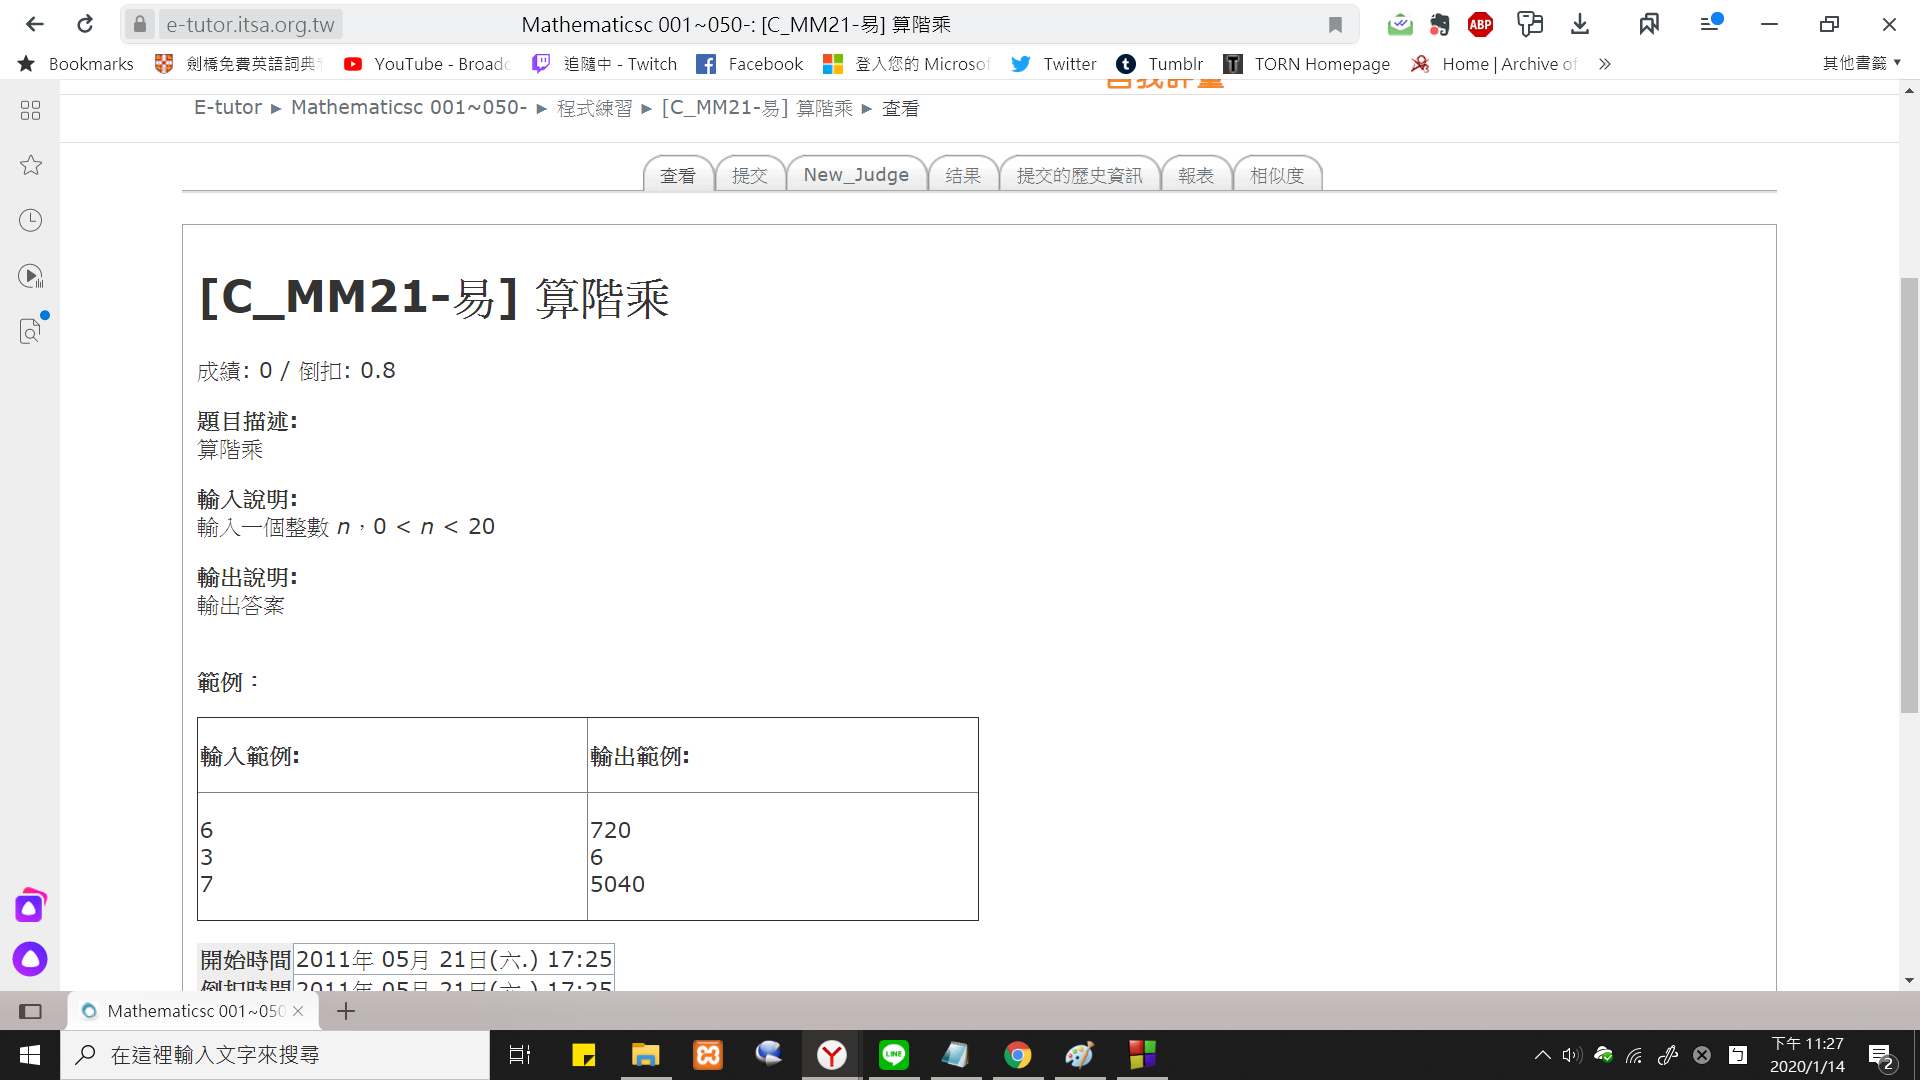 e-tutor.itsa.org.tw
Mathematicsc 001~050-: [C_MM21-易] 算階乘
ABP
Bookmarks
劍橋免費英語詞典
YouTube - Broadc
追隨中 - Twitch
Facebook
登入您的 Microsof
Twitter
Tumblr
TORN Homepage
Home | Archive of
其他書籤
自我評量
E-tutor ► Mathematicsc 001~050- ► 程式練習 ► [C_MM21-易] 算階乘 ► 查看
查看
提交
New_Judge
结果
提交的歷史資訊
報表
相似度
[C_MM21-易] 算階乘
成績: 0 / 倒扣: 0.8
題目描述:
算階乘
輸入說明:
輸入一個整數 n，0 < n < 20
輸出說明:
輸出答案
範例：
輸入範例:
輸出範例:
6
3
7
720
6
5040
開始時間 2011年 05月 21日(六.) 17:25
倒扣時間 2011年 05月 21日(六.) 17:25
Mathematicsc 001~050
在這裡輸入文字來搜尋
LINE
下午 11:27
2020/1/14
2